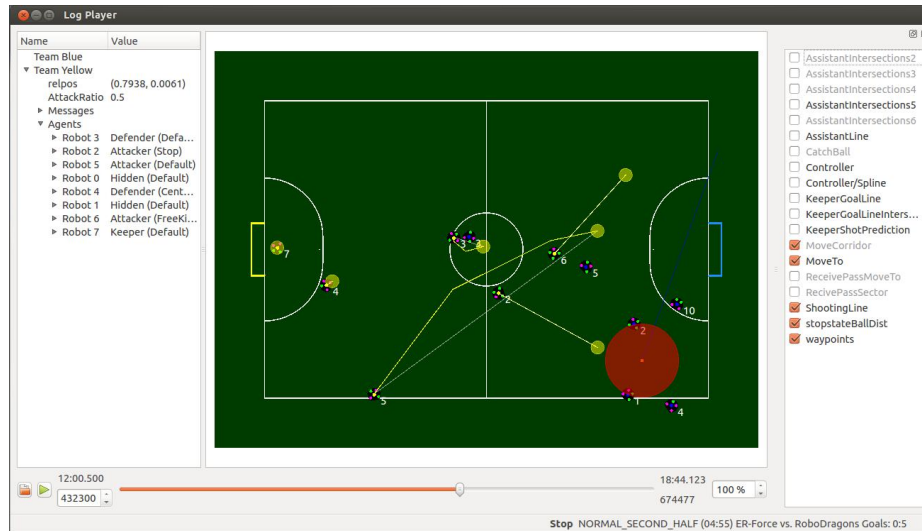 Log Player
Name Value
Team Blue
Team Yellow
relpos (0.7938, 0.0061)
AttackRatio 0.5
Messages
Agents
Robot 3 Defender (Defa...
Robot 2 Attacker (Stop)
Robot 5 Attacker (Default)
Robot 0 Hidden (Default)
Robot 4 Defender (Cent...
Robot 1 Hidden (Default)
Robot 6 Attacker (FreeKi...
Robot 7 Keeper (Default)
3
7
6
5
4
2
10
2
5
1
4
AssistantIntersections2
AssistantIntersections3
AssistantIntersections4
AssistantIntersections5
AssistantIntersections6
AssistantLine
CatchBall
Controller
Controller/Spline
KeeperGoalLine
KeeperGoalLineInters...
KeeperShotPrediction
MoveCorridor
MoveTo
ReceivePassMoveTo
RecivePassSector
ShootingLine
stopstateBallDist
waypoints
12:00.500
432300
18:44.123
674477
100 %
Stop NORMAL_SECOND_HALF (04:55) ER-Force vs. RoboDragons Goals: 0:5